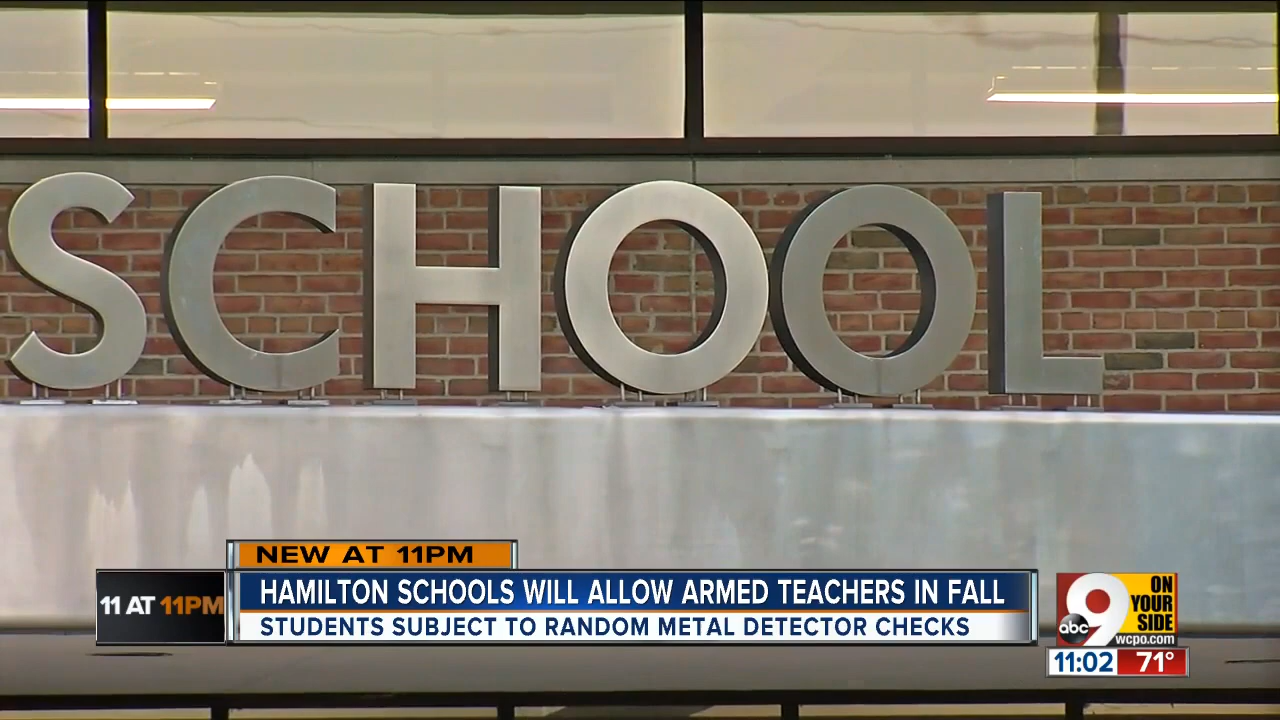 SCHOOL
NEW AT 11PM
11 AT 11PM
HAMILTON SCHOOLS WILL ALLOW ARMED TEACHERS IN FALL
STUDENTS SUBJECT TO RANDOM METAL DETECTOR CHECKS
abc 9
ON
YOUR
SIDE
wcpo.com
11:02 71°